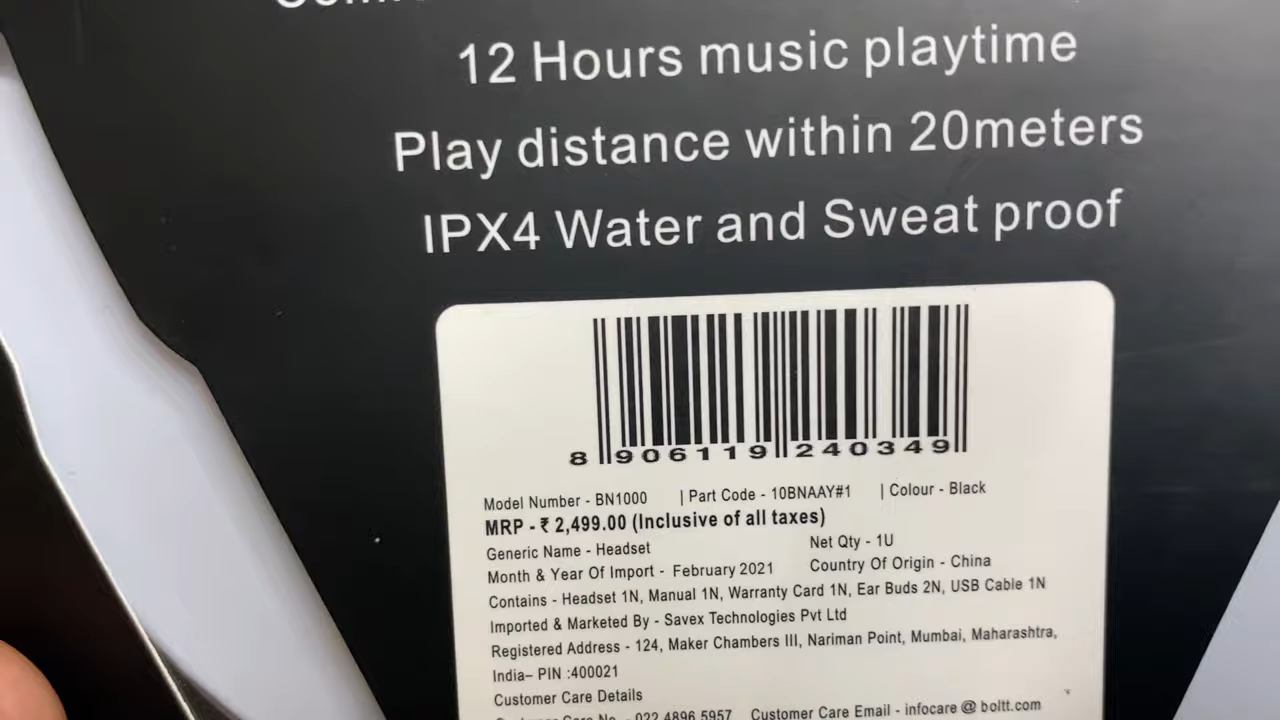 12 Hours music playtime
Play distance within 20meters
IPX4 Water and Sweat proof
8 906119 240349
Model Number - BN1000 | Part Code - 10BNAAY#1 | Colour - Black
MRP - ₹ 2,499.00 (Inclusive of all taxes)
Generic Name - Headset Net Qty - 1U
Month & Year Of Import - February 2021 Country Of Origin - China
Contains - Headset 1N, Manual 1N, Warranty Card 1N, Ear Buds 2N, USB Cable 1N
Imported & Marketed By - Savex Technologies Pvt Ltd
Registered Address - 124, Maker Chambers III, Nariman Point, Mumbai, Maharashtra,
India– PIN :400021
Customer Care Details
Customer Care No. - 022 4896 5957 Customer Care Email - infocare @ boltt.com